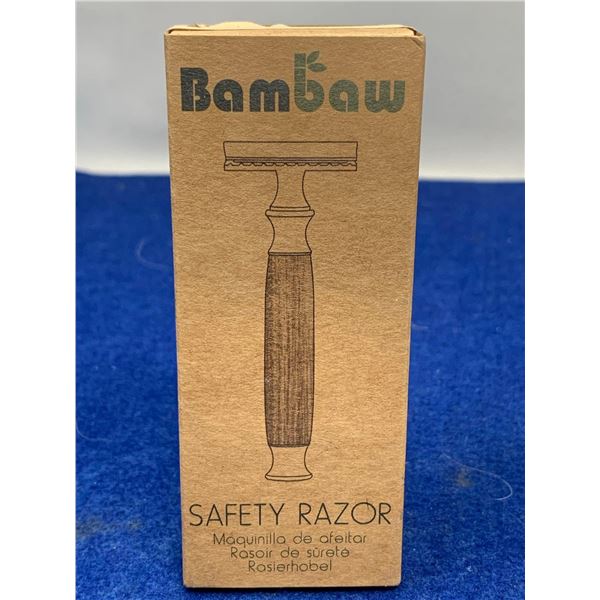 Bambaw
SAFETY RAZOR
Maquinilla de afeitar
Rasoir de sûreté
Rasierhobel